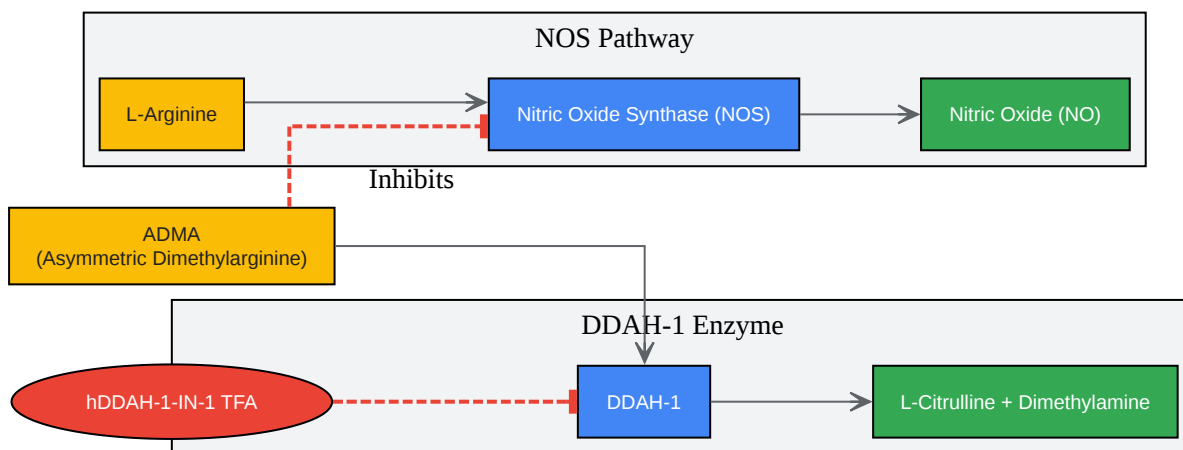 NOS Pathway
L-Arginine
Nitric Oxide Synthase (NOS)
Nitric Oxide (NO)
Inhibits
ADMA
(Asymmetric Dimethylarginine)
DDAH-1 Enzyme
hDDAH-1-IN-1 TFA
DDAH-1
L-Citrulline + Dimethylamine